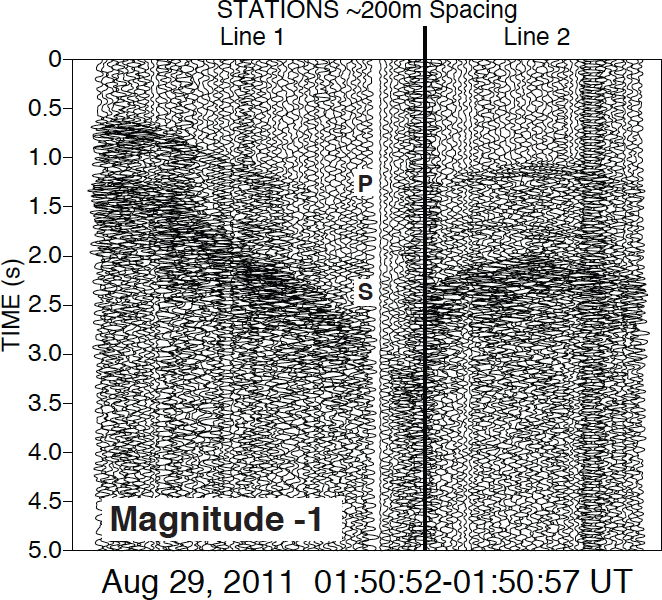 STATIONS ~200m Spacing
Line 1
Line 2
0
0.5
1.0
P
1.5
2.0
S
2.5
3.0
3.5
4.0
4.5
5.0
TIME (s)
Magnitude -1
Aug 29, 2011 01:50:52-01:50:57 UT